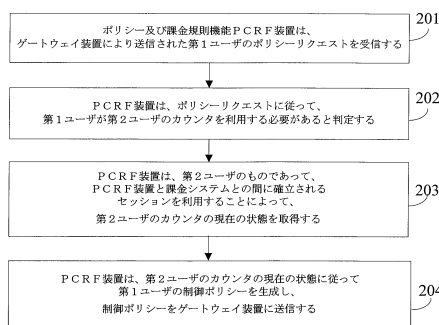 201
ポリシー及び課金規則機能PCRF装置は、
ゲートウェイ装置により送信された第1ユーザのポリシーリクエストを受信する
202
PCRF装置は、ポリシーリクエストに従って、
第1ユーザが第2ユーザのカウンタを利用する必要があると判定する
203
PCRF装置は、第2ユーザのものであって、
PCRF装置と課金システムとの間に確立される
セッションを利用することによって、
第2ユーザのカウンタの現在の状態を取得する
204
PCRF装置は、第2ユーザのカウンタの現在の状態に従って
第1ユーザの制御ポリシーを生成し、
制御ポリシーをゲートウェイ装置に送信する